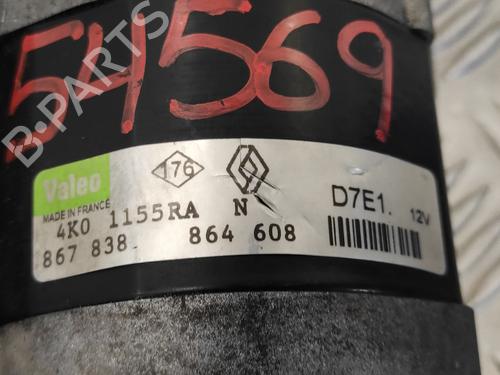 54569
B-PARTS
Valeo
176
MADE IN FRANCE
D7E1. 12V
4K0 1155RA N
867 838 864 608